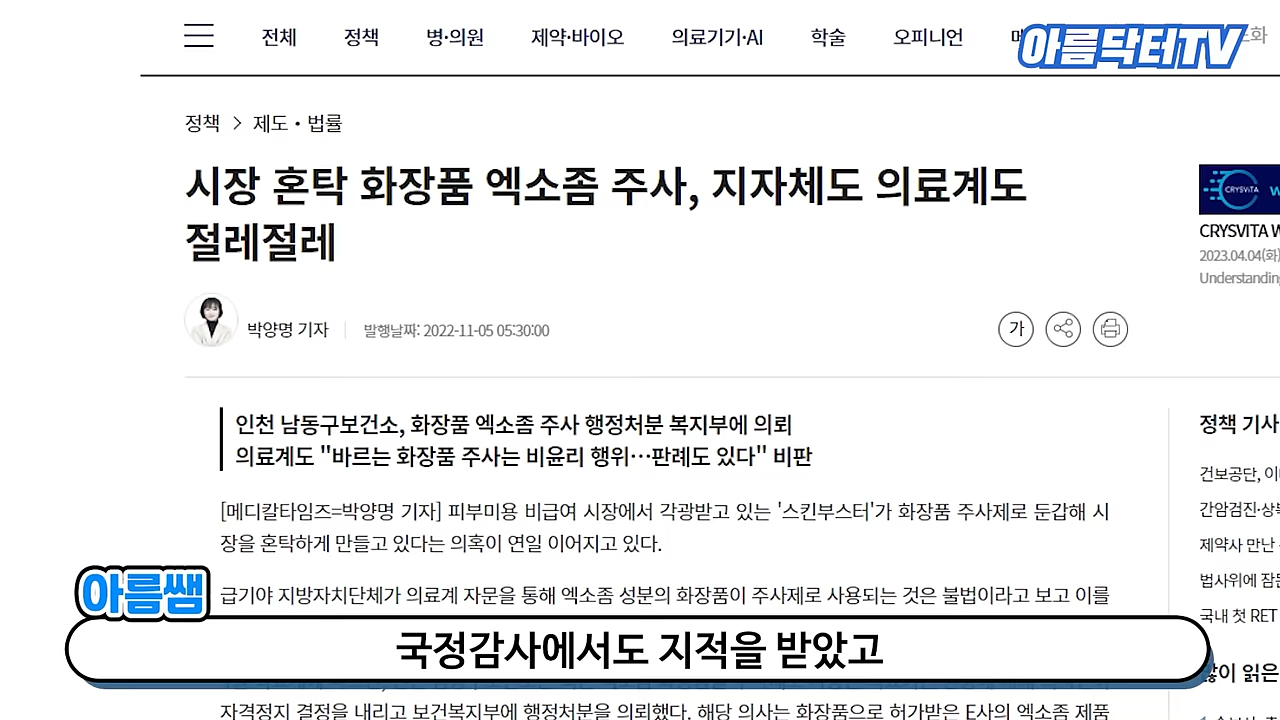 전체 정책 병·의원 제약·바이오 의료기기·AI 학술 오피니언
아름닥터TV
정책 > 제도·법률
시장 혼탁 화장품 엑소좀 주사, 지자체도 의료계도
절레절레
박양명 기자 발행날짜: 2022-11-05 05:30:00
가
CRYSVITA
CRYSVITA W
2023.04.04(화)
Understanding
인천 남동구보건소, 화장품 엑소좀 주사 행정처분 복지부에 의뢰
의료계도 "바르는 화장품 주사는 비윤리 행위…판례도 있다" 비판
[메디칼타임즈=박양명 기자] 피부미용 비급여 시장에서 각광받고 있는 '스킨부스터'가 화장품 주사제로 둔갑해 시
장을 혼탁하게 만들고 있다는 의혹이 연일 이어지고 있다.
급기야 지방자치단체가 의료계 자문을 통해 엑소좀 성분의 화장품이 주사제로 사용되는 것은 불법이라고 보고 이를
정책 기사
건보공단, 이
간암검진·상복
제약사 만난
법사위에 잠든
국내 첫 RET
많이 읽은
아름쌤
국정감사에서도 지적을 받았고
자격정지 결정을 내리고 보건복지부에 행정처분을 의뢰했다. 해당 의사는 화장품으로 허가받은 E사의 엑소좀 제품